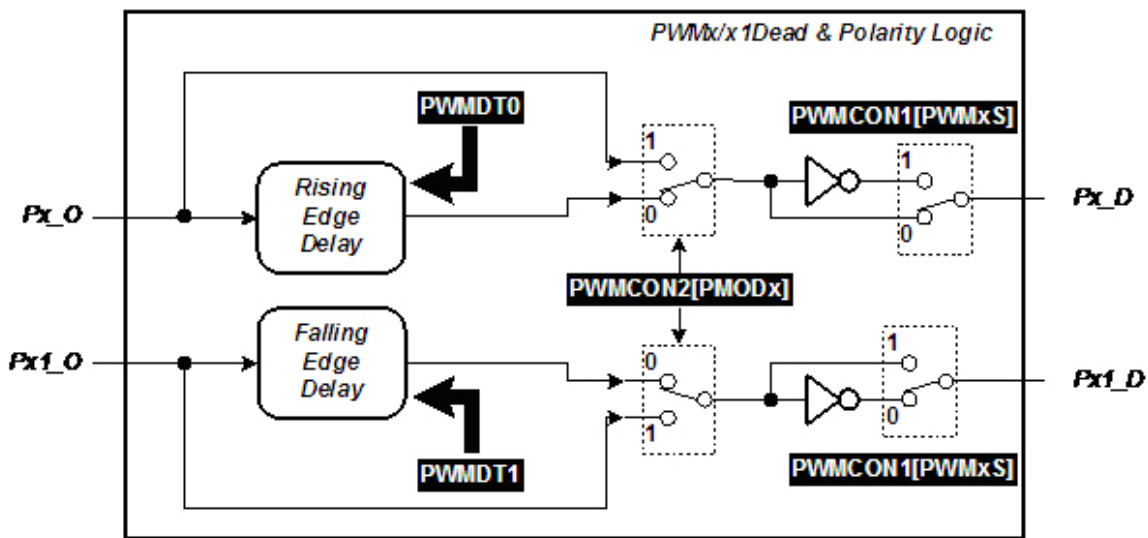 PWMx/x1Dead & Polarity Logic
PWMDT0
PWMCON1[PWMxS]
1
1
Rising
Edge
Delay
Px_O
0
0
Px_D
PWMCON2[PMODx]
Falling
Edge
Delay
Px1_O
0
1
Px1_D
1
0
PWMDT1
PWMCON1[PWMxS]